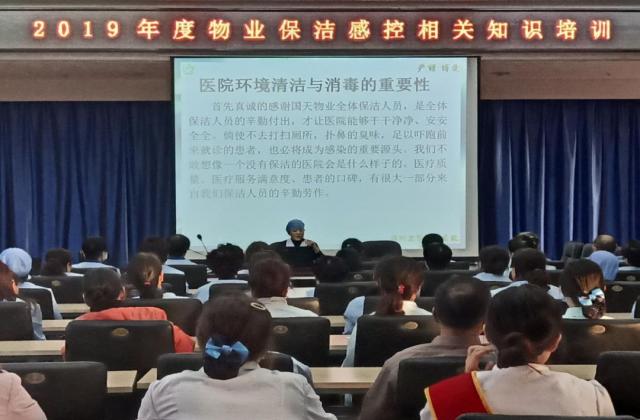 2019年度物业保洁感控相关知识培训
严谨 博爱
医院环境清洁与消毒的重要性
首先真诚的感谢国天物业全体保洁人员，是全体
保洁人员的辛勤付出，才让医院能够干干净净、安安
全全。倘使不去打扫厕所，扑鼻的臭味，足以吓跑前
来就诊的患者，也必将成为感染的重要源头。我们不
敢想像一个没有保洁的医院会是什么样子的。医疗质
量、医疗服务满意度、患者的口碑，有很大一部分来
自我们保洁人员的辛勤劳作。